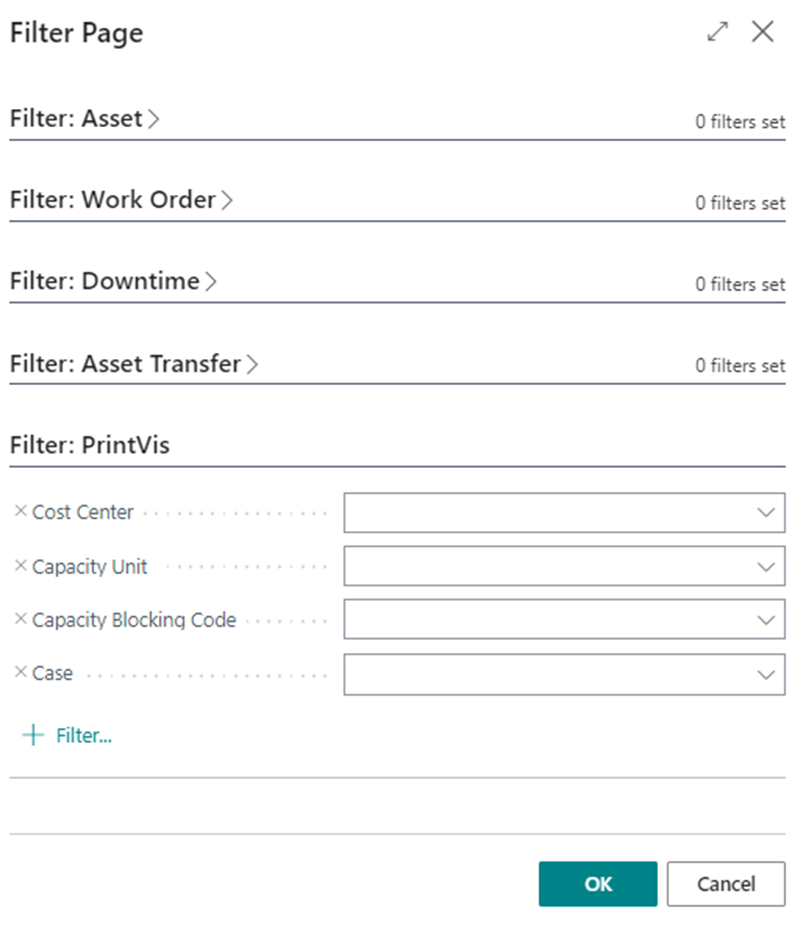 Filter Page
Filter: Asset 0 filters set
Filter: Work Order 0 filters set
Filter: Downtime 0 filters set
Filter: Asset Transfer 0 filters set
Filter: PrintVis
Cost Center
Capacity Unit
Capacity Blocking Code
Case
Filter...
OK Cancel